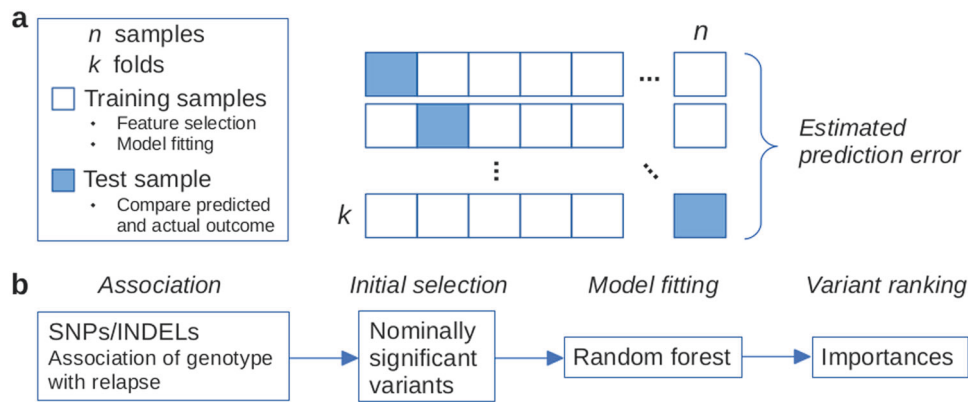 a
n samples
k folds
Training samples
• Feature selection
• Model fitting
Test sample
• Compare predicted
and actual outcome
n
...
⋮
⋱
k
Estimated
prediction error
b
Association
SNPs/INDELs
Association of genotype
with relapse
Initial selection
Nominally
significant
variants
Model fitting
Random forest
Variant ranking
Importances